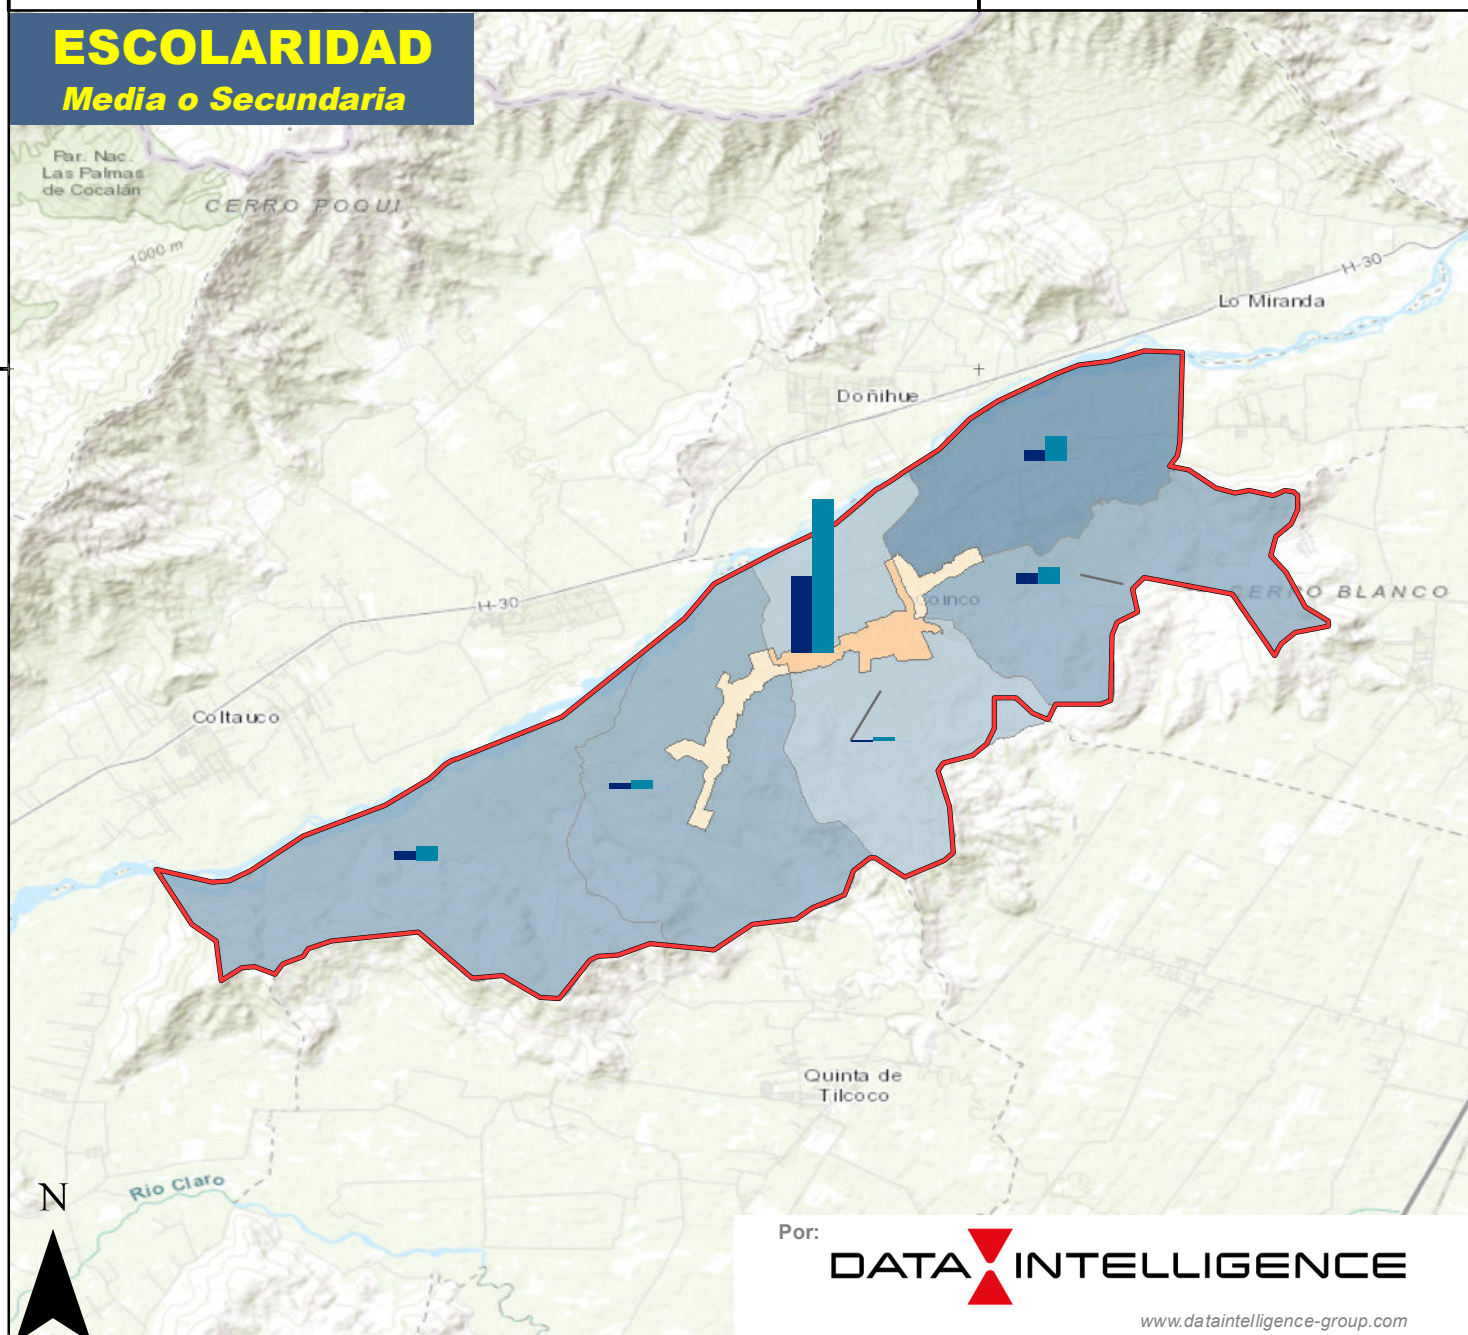 ESCOLARIDAD
Media o Secundaria
Par. Nac.
Las Palmas
de Cocalán
CERRO POQUI
1000 m
H-30
Lo Miranda
Doñihue
H-30
Coinco
CERRO BLANCO
Coltauco
Quinta de
Tilcoco
Rio Claro
N
Por:
DATA INTELLIGENCE
www.dataintelligence-group.com